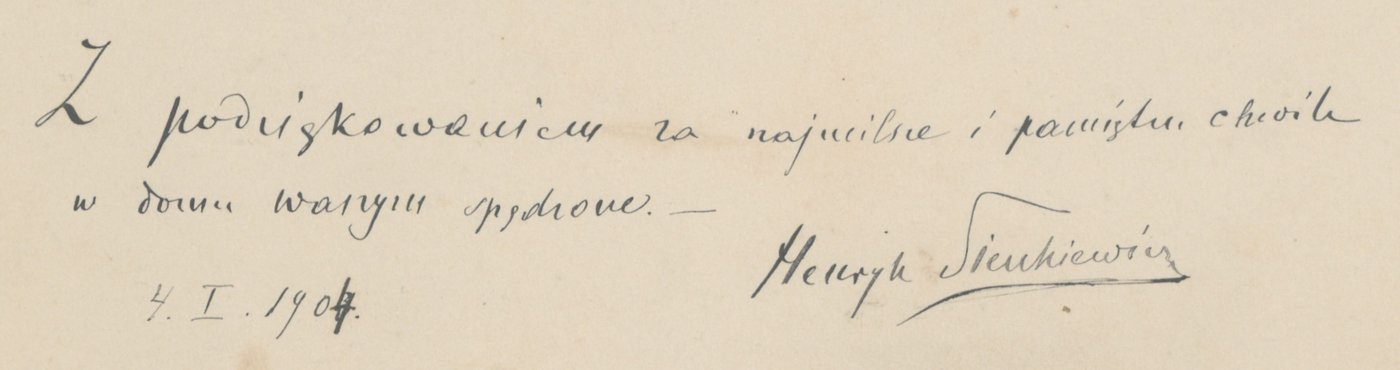 Z podziękowaniem za najmilsze i pamiętne chwile
w domu waszym spędzone. —
Henryk Sienkiewicz
4. I. 1904.